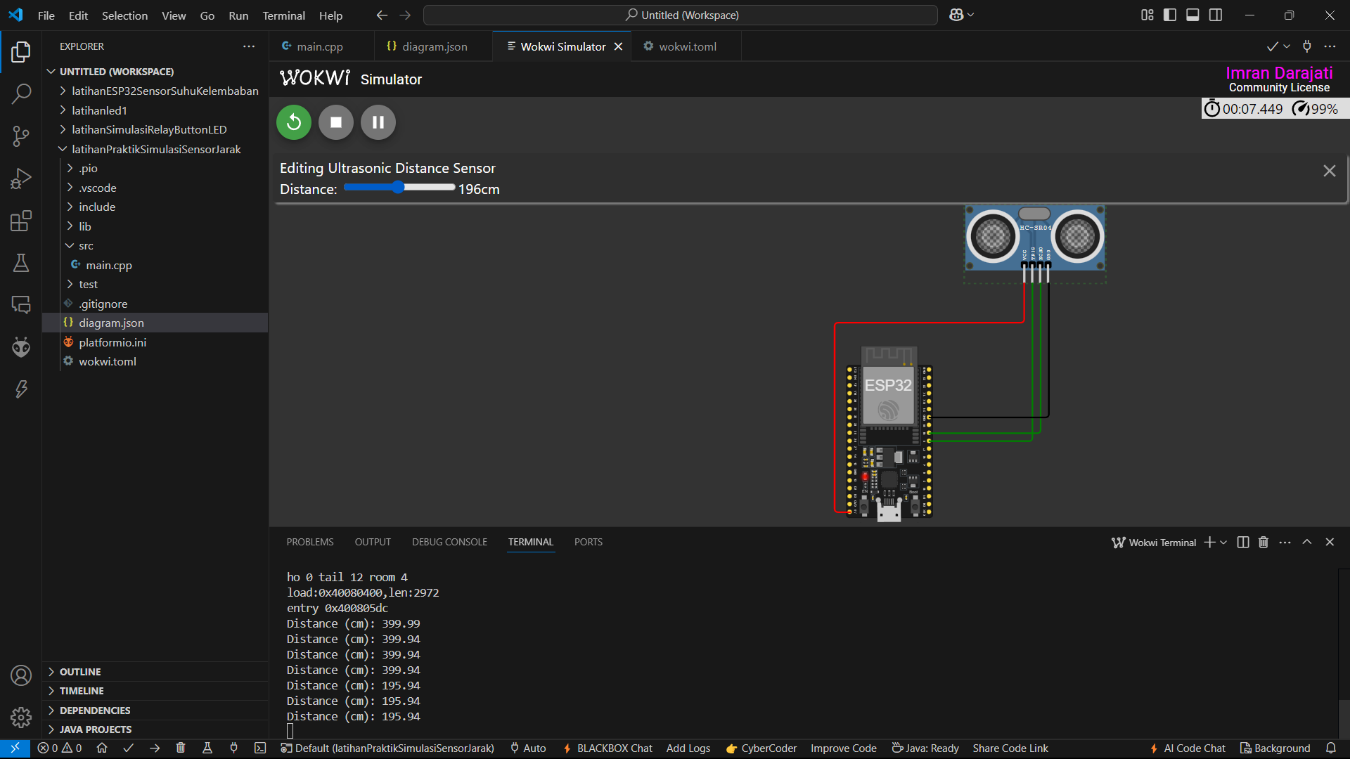 File Edit Selection View Go Run Terminal Help
Untitled (Workspace)
EXPLORER
main.cpp
diagram.json
Wokwi Simulator
wokwi.toml
UNTITLED (WORKSPACE)
latihanESP32SensorSuhuKelembaban
latihanled1
latihanSimulasiRelayButtonLED
latihanPraktikSimulasiSensorJarak
.pio
.vscode
include
lib
src
main.cpp
test
.gitignore
diagram.json
platformio.ini
wokwi.toml
OUTLINE
TIMELINE
DEPENDENCIES
JAVA PROJECTS
WOKWi Simulator
Imran Darajati
Community License
00:07.449 99%
Editing Ultrasonic Distance Sensor
Distance: 196cm
HC-SR04
ESP32
PROBLEMS OUTPUT DEBUG CONSOLE TERMINAL PORTS
Wokwi Terminal
ho 0 tail 12 room 4
load:0x40080400,len:2972
entry 0x400805dc
Distance (cm): 399.99
Distance (cm): 399.94
Distance (cm): 399.94
Distance (cm): 399.94
Distance (cm): 195.94
Distance (cm): 195.94
Distance (cm): 195.94
0 0 Default (latihanPraktikSimulasiSensorJarak) Auto BLACKBOX Chat Add Logs CyberCoder Improve Code Java: Ready Share Code Link AI Code Chat Background